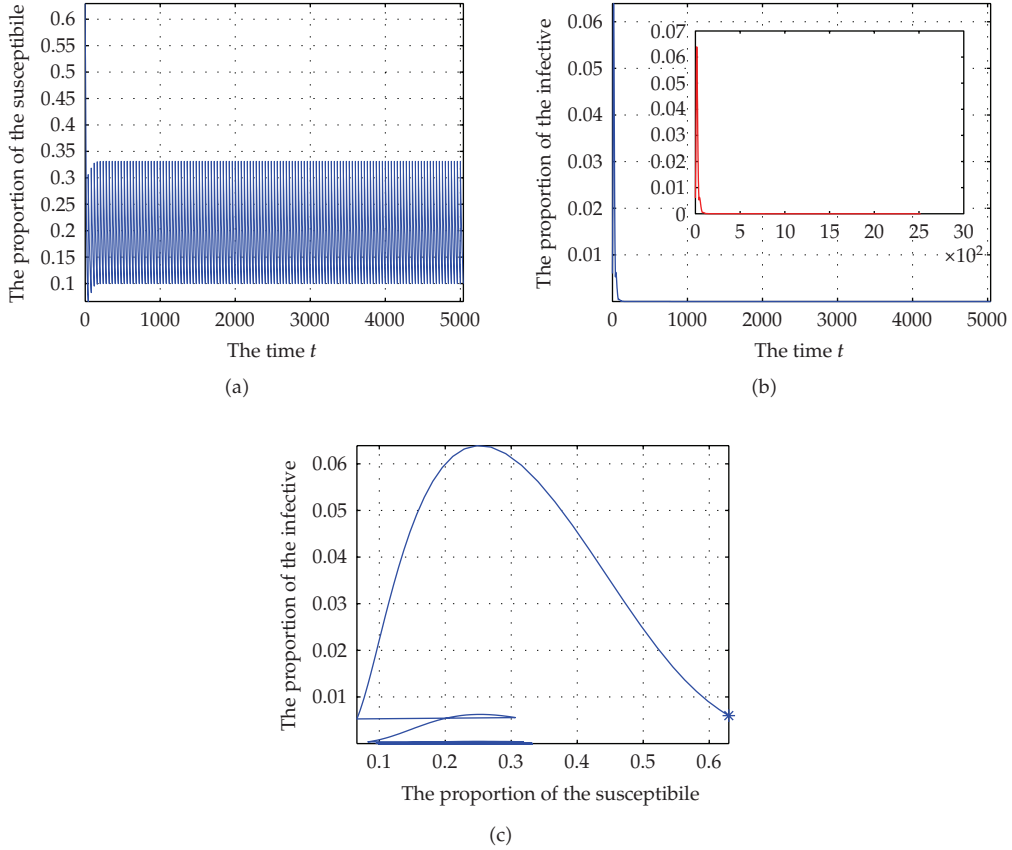 The proportion of the susceptibile
0.6
0.55
0.5
0.45
0.4
0.35
0.3
0.25
0.2
0.15
0.1
0 1000 2000 3000 4000 5000
The time t
(a)
The proportion of the infective
0.06
0.05
0.04
0.03
0.02
0.01
0.07
0.06
0.05
0.04
0.03
0.02
0.01
0
0 5 10 15 20 25 30
×10²
0 1000 2000 3000 4000 5000
The time t
(b)
The proportion of the infective
0.06
0.05
0.04
0.03
0.02
0.01
0.1 0.2 0.3 0.4 0.5 0.6
The proportion of the susceptibile
(c)